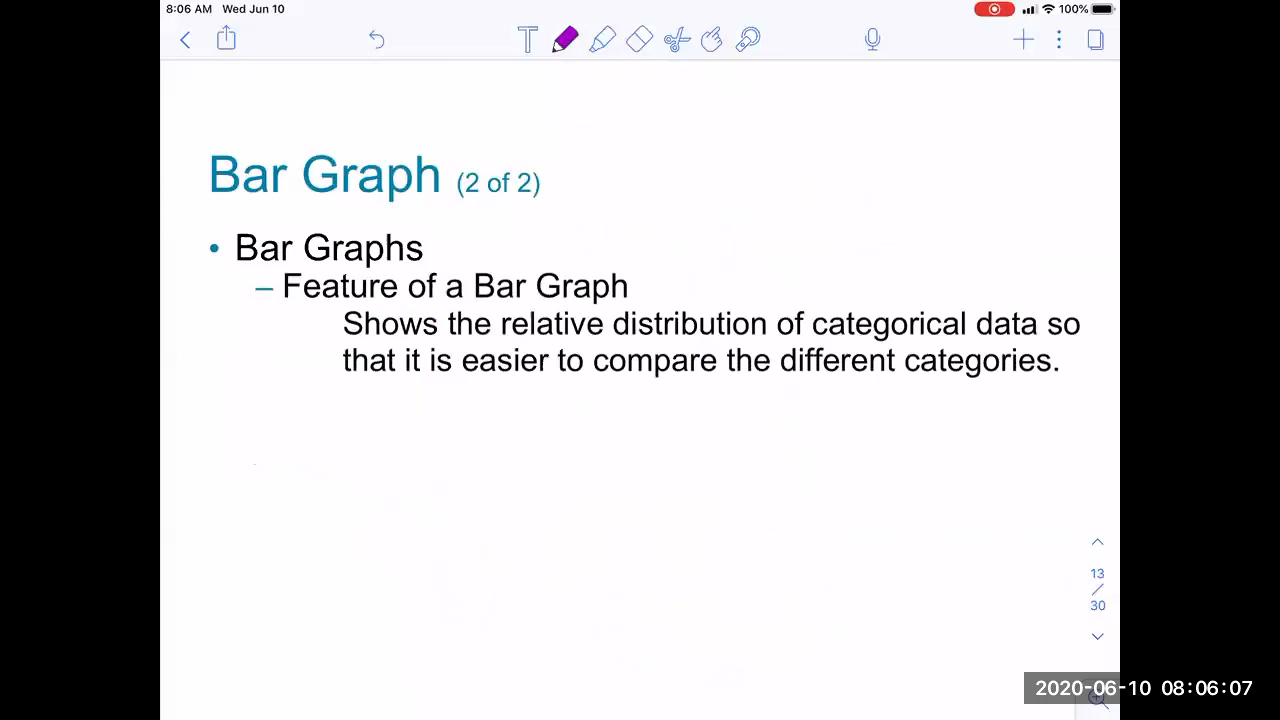 8:06 AM Wed Jun 10
100%
Bar Graph (2 of 2)
• Bar Graphs
– Feature of a Bar Graph
Shows the relative distribution of categorical data so
that it is easier to compare the different categories.
13
/
30
2020-06-10 08:06:07